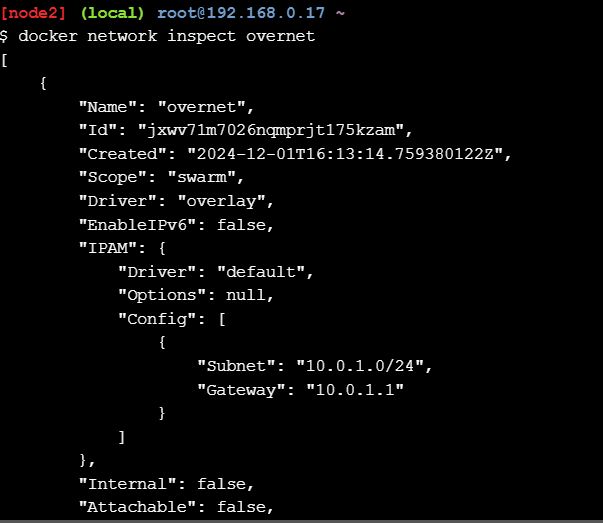 [node2] (local) root@192.168.0.17 ~
$ docker network inspect overnet
[
    {
        "Name": "overnet",
        "Id": "jxwv71m7026nqmprjt175kzam",
        "Created": "2024-12-01T16:13:14.759380122Z",
        "Scope": "swarm",
        "Driver": "overlay",
        "EnableIPv6": false,
        "IPAM": {
            "Driver": "default",
            "Options": null,
            "Config": [
                {
                    "Subnet": "10.0.1.0/24",
                    "Gateway": "10.0.1.1"
                }
            ]
        },
        "Internal": false,
        "Attachable": false,